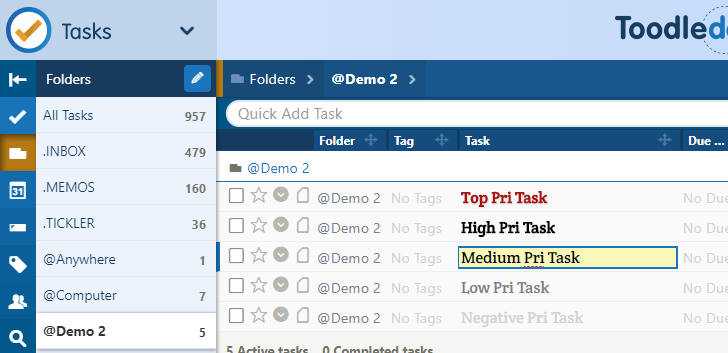 Tasks
Toodledo
Folders
All Tasks 957
.INBOX 479
.MEMOS 160
.TICKLER 36
@Anywhere 1
@Computer 7
@Demo 2 5
31
Folders @Demo 2
Quick Add Task
Folder Tag Task Due ...
@Demo 2
@Demo 2 No Tags Top Pri Task No Due
@Demo 2 No Tags High Pri Task No Due
@Demo 2 No Tags Medium Pri Task No Due
@Demo 2 No Tags Low Pri Task No Due
@Demo 2 No Tags Negative Pri Task No Due
5 Active tasks 0 Completed tasks